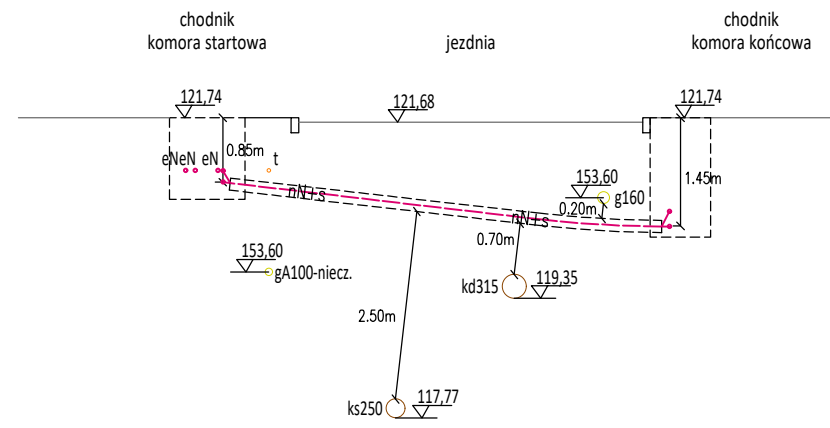 chodnik
komora startowa
jezdnia
chodnik
komora końcowa
121,74
121,68
121,74
0.85m
eNeN eN
t
nN+s
153,60
g160
0.20m
1.45m
nN+s
0.70m
153,60
gA100-niecz.
kd315
119,35
2.50m
ks250
117,77